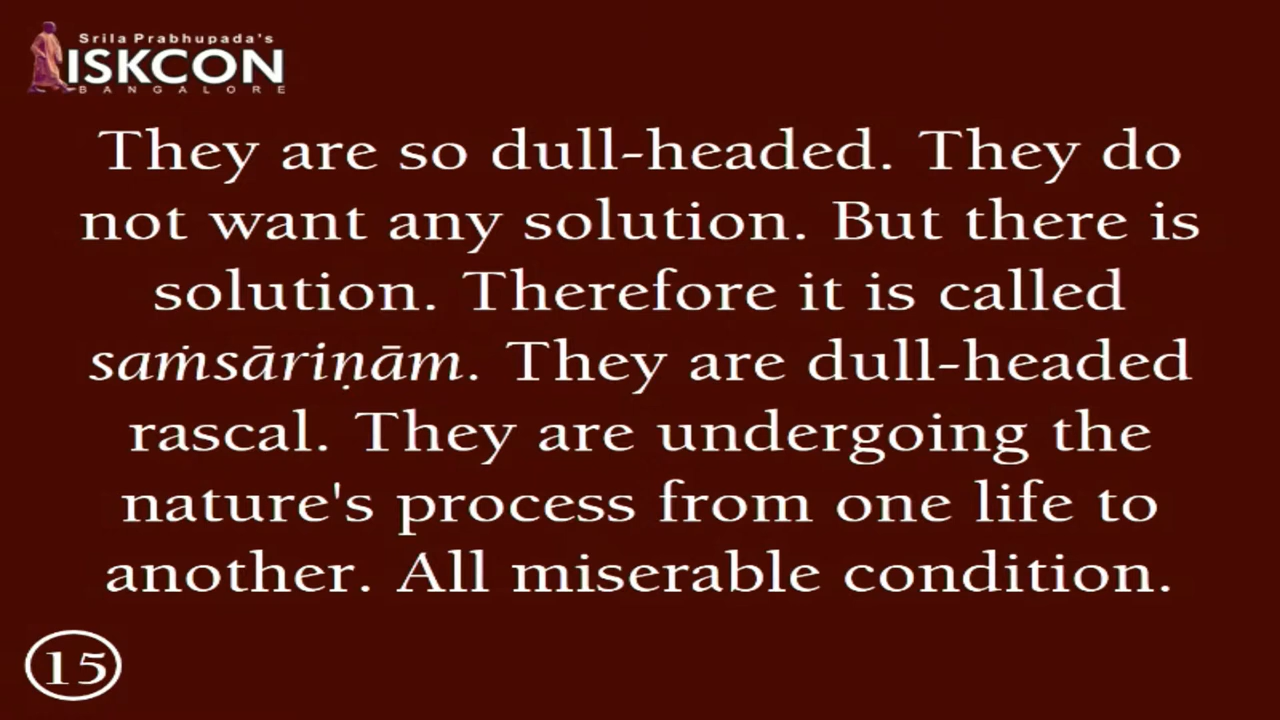 Srila Prabhupada's
ISKCON
BANGALORE
They are so dull-headed. They do
not want any solution. But there is
solution. Therefore it is called
saṁsāriṇām. They are dull-headed
rascal. They are undergoing the
nature's process from one life to
another. All miserable condition.
15